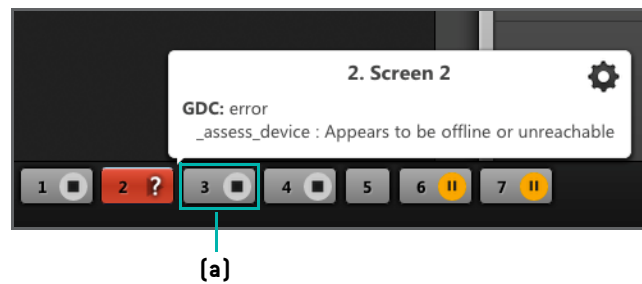 2. Screen 2
GDC: error
_assess_device : Appears to be offline or unreachable
1 2 ? 3 4 5 6 7
(a)